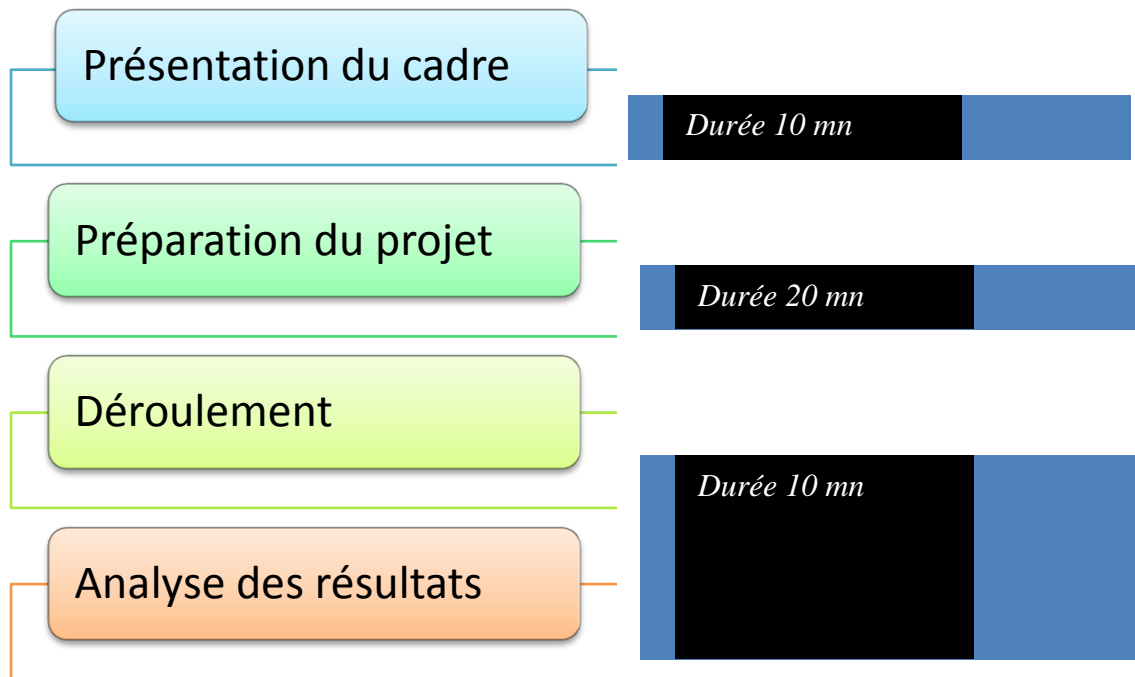 Présentation du cadre
Durée 10 mn
Préparation du projet
Durée 20 mn
Déroulement
Durée 10 mn
Analyse des résultats